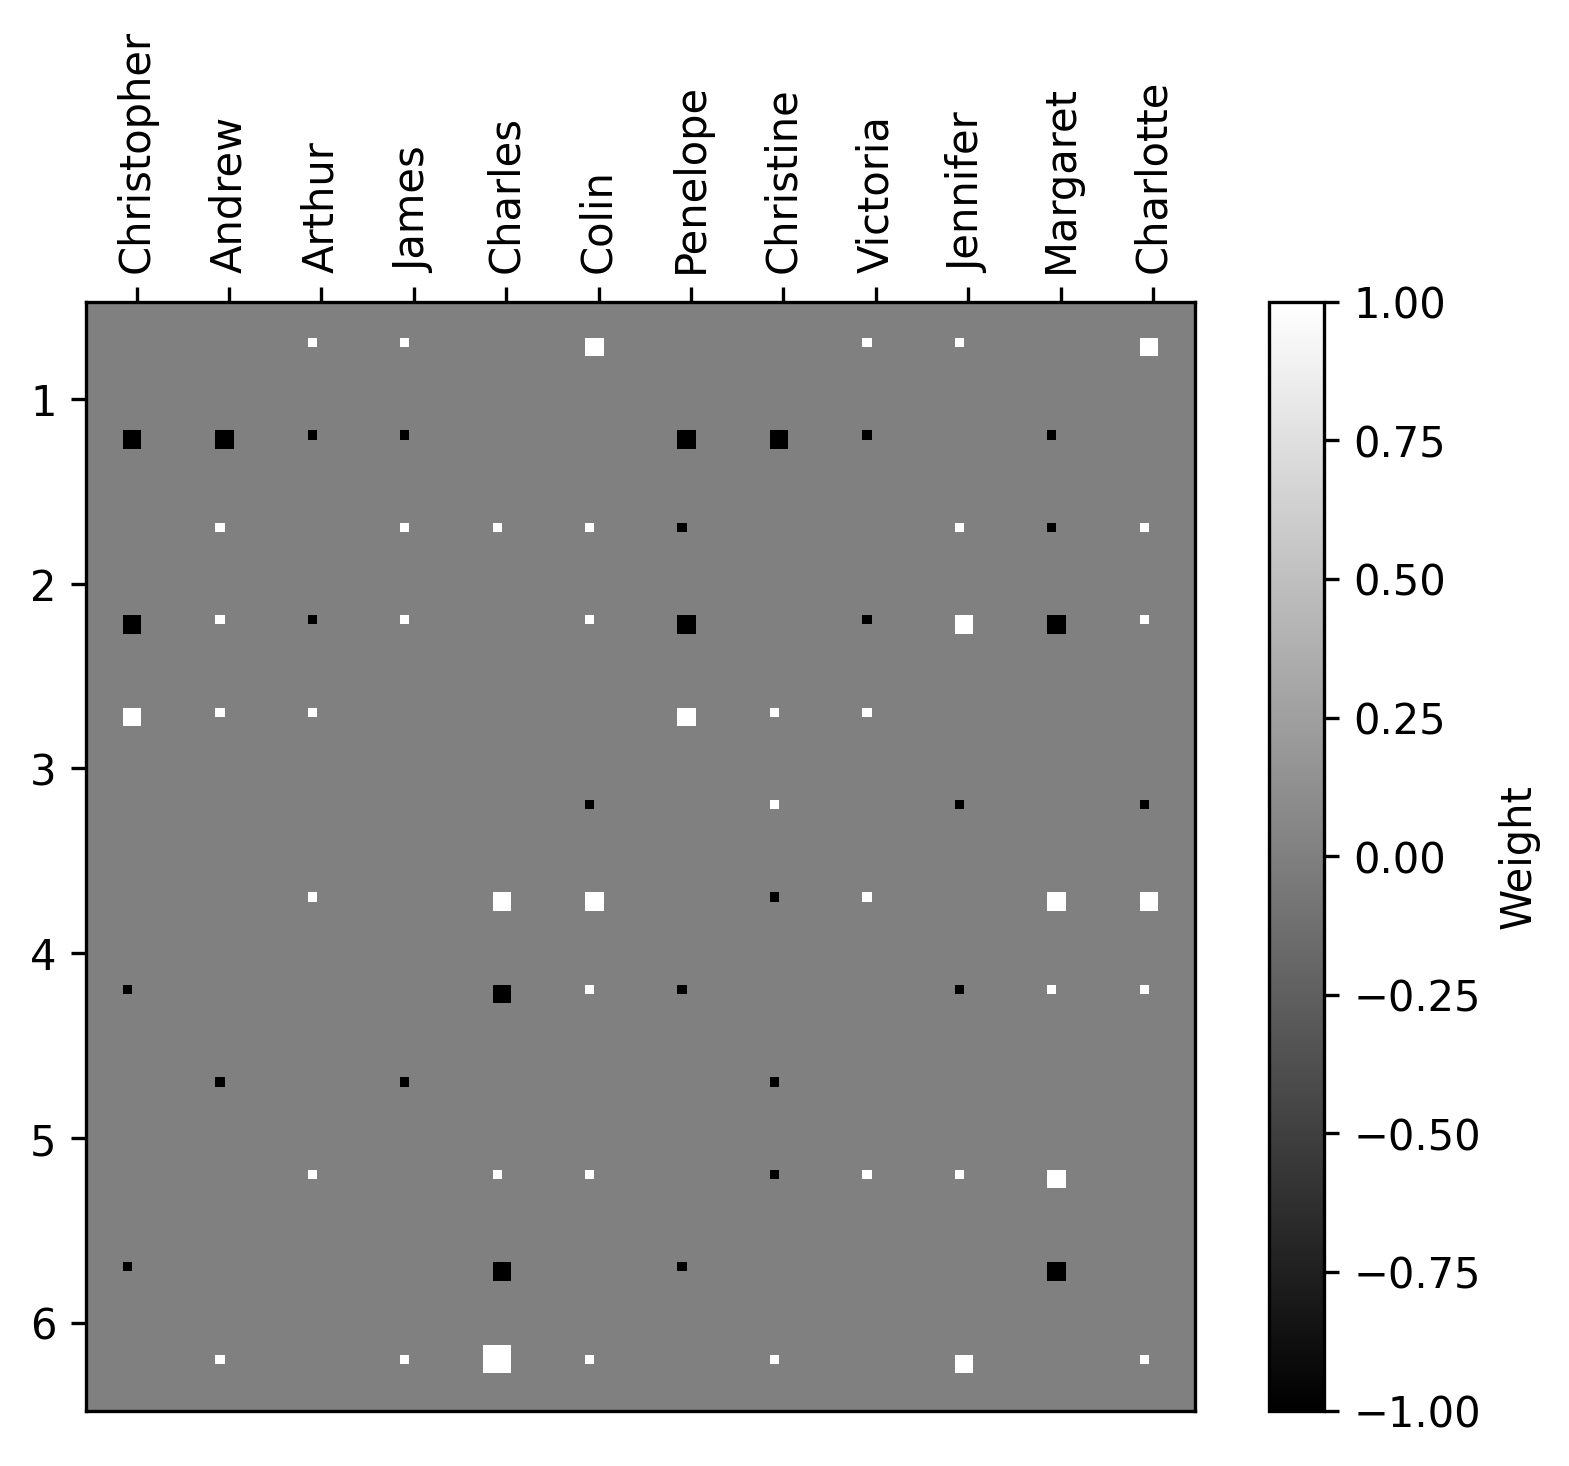 Christopher
Andrew
Arthur
James
Charles
Colin
Penelope
Christine
Victoria
Jennifer
Margaret
Charlotte
1
2
3
4
5
6
1.00
0.75
0.50
0.25
0.00
−0.25
−0.50
−0.75
−1.00
Weight